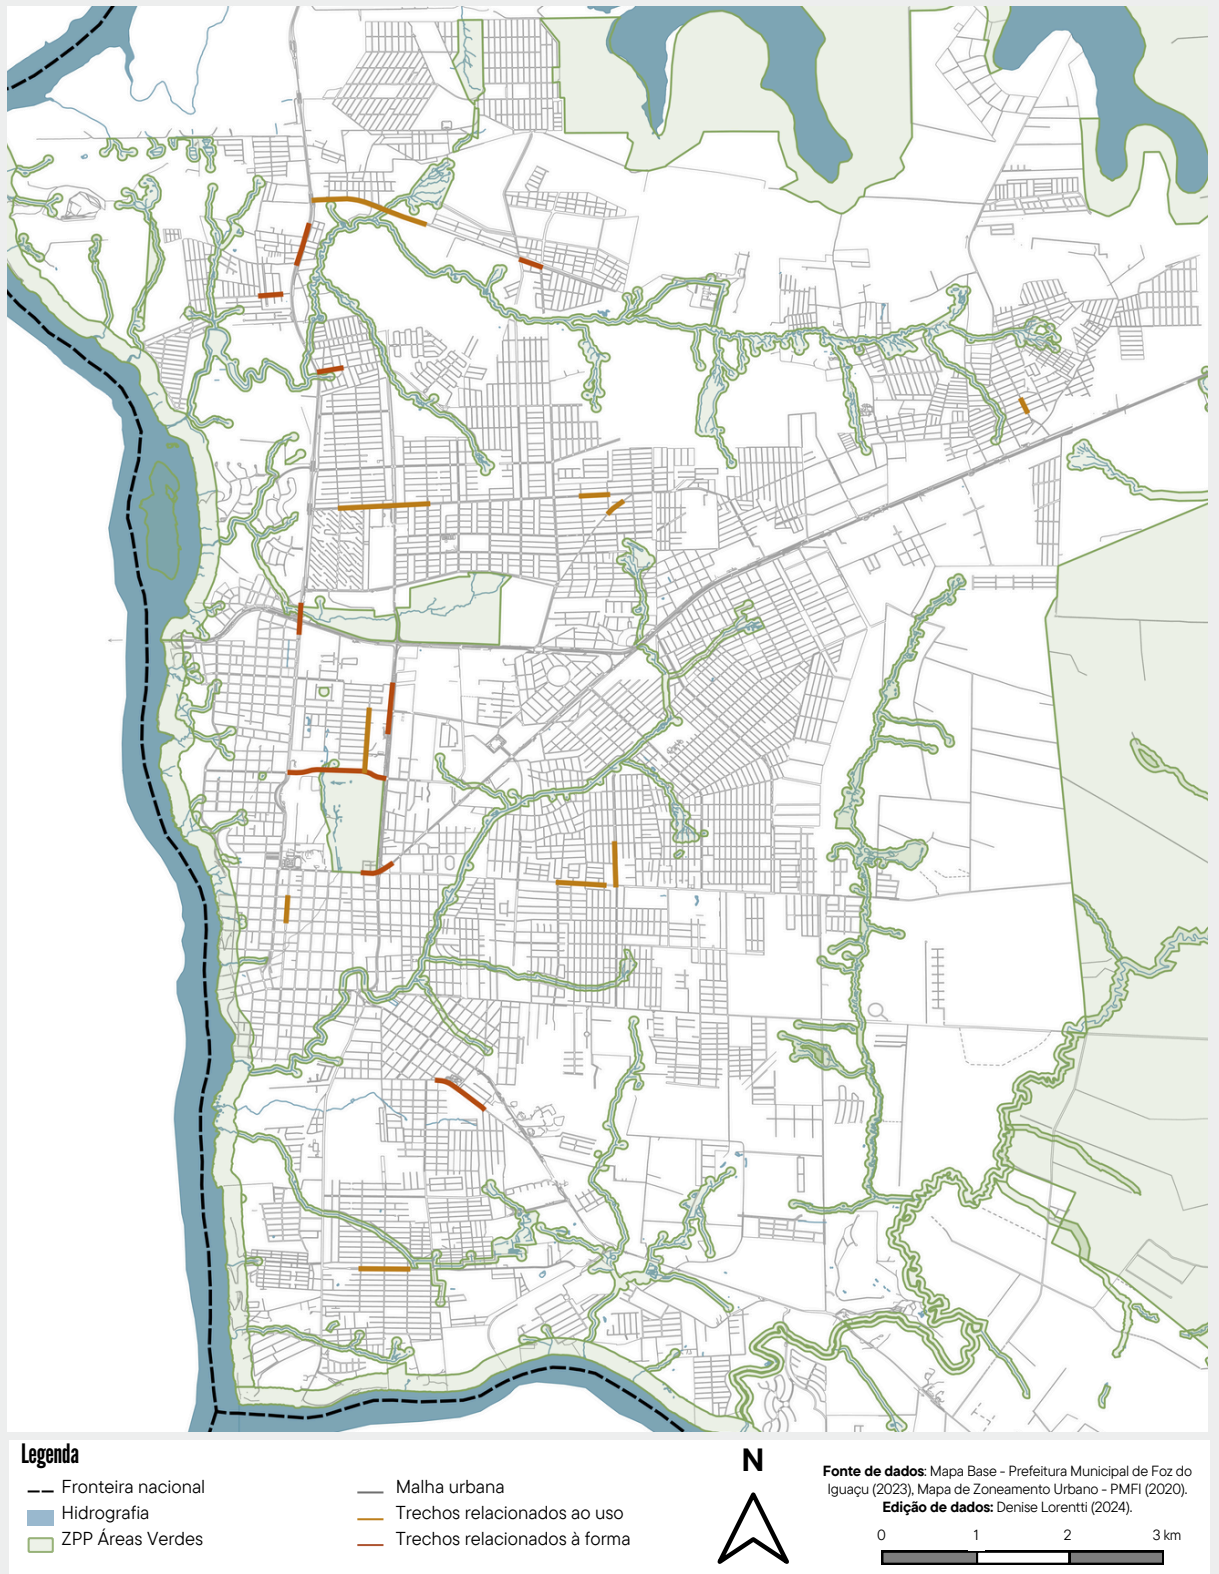 Legenda
Fronteira nacional
Hidrografia
ZPP Áreas Verdes
Malha urbana
Trechos relacionados ao uso
Trechos relacionados à forma
N
Fonte de dados: Mapa Base - Prefeitura Municipal de Foz do
Iguaçu (2023), Mapa de Zoneamento Urbano - PMFI (2020).
Edição de dados: Denise Lorentti (2024).
0 1 2 3 km